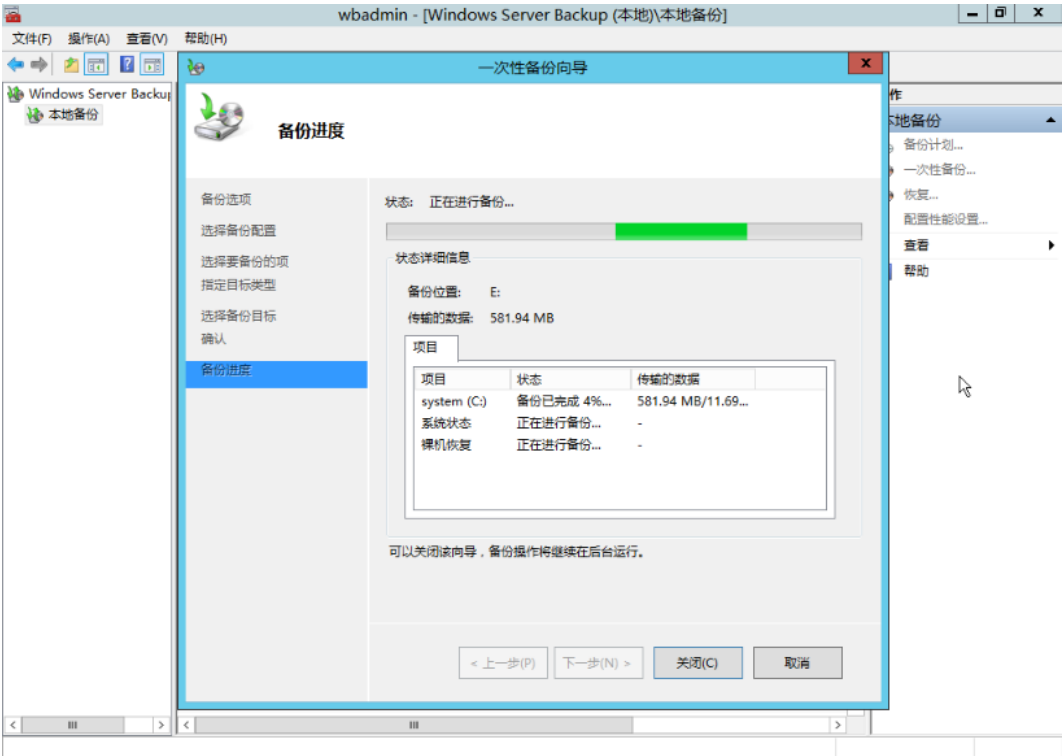 wbadmin - [Windows Server Backup (本地)\本地备份]
文件(F) 操作(A) 查看(V) 帮助(H)
Windows Server Backup
本地备份
一次性备份向导
备份进度
备份选项
选择备份配置
选择要备份的项
指定目标类型
选择备份目标
确认
备份进度
状态: 正在进行备份...
状态详细信息
备份位置: E:
传输的数据: 581.94 MB
项目
项目 状态 传输的数据
system (C:) 备份已完成 4%... 581.94 MB/11.69...
系统状态 正在进行备份... -
裸机恢复 正在进行备份... -
可以关闭该向导，备份操作将继续在后台运行。
< 上一步(P) 下一步(N) > 关闭(C) 取消
作
本地备份
备份计划...
一次性备份...
恢复...
配置性能设置...
查看
帮助